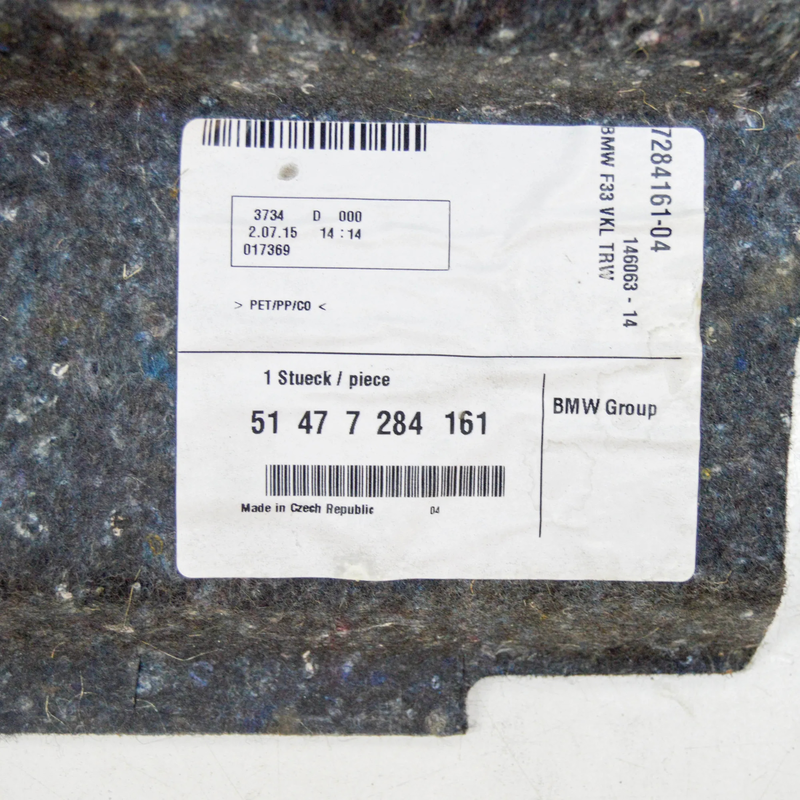 3734 D 000
2.07.15 14:14
017369
> PET/PP/CO <
7284161-04
146063 - 14
BMW F33 VKL TRW
1 Stueck / piece
51 47 7 284 161
BMW Group
Made in Czech Republic 04